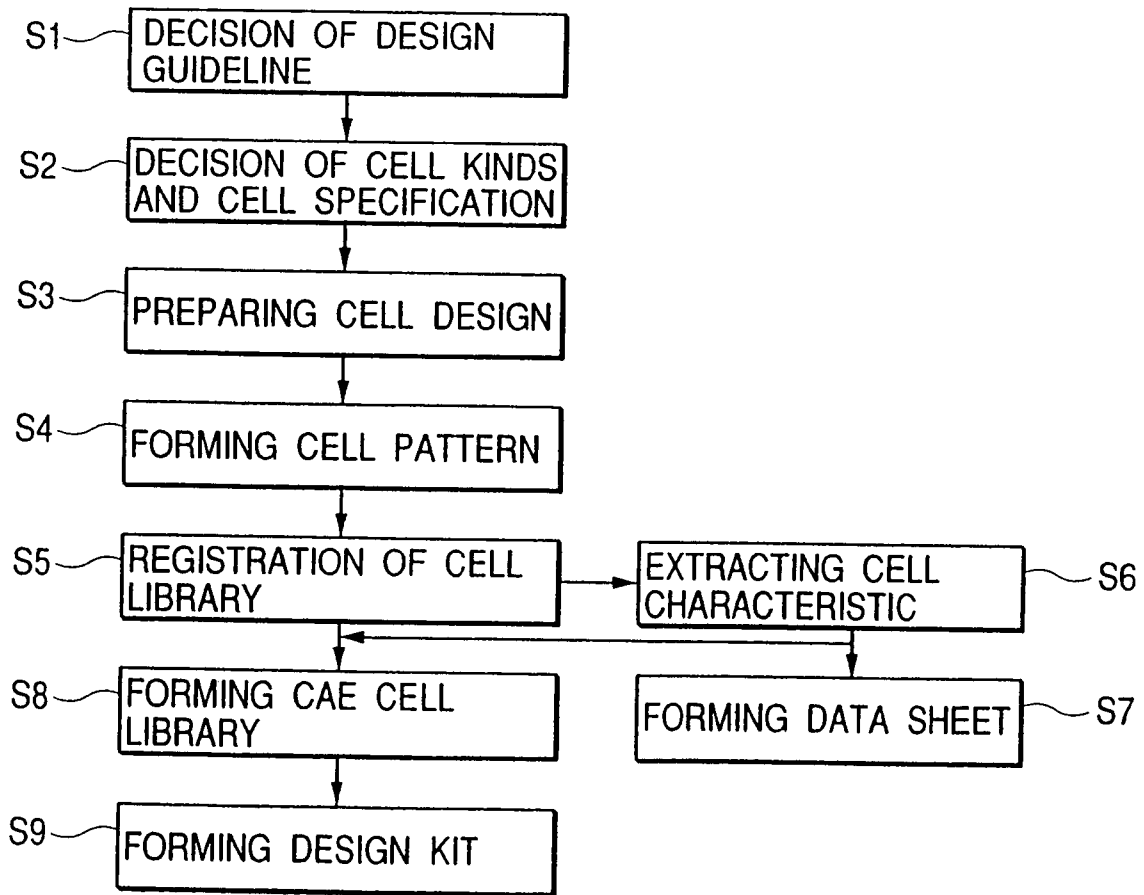 S1
DECISION OF DESIGN
GUIDELINE
S2
DECISION OF CELL KINDS
AND CELL SPECIFICATION
S3
PREPARING CELL DESIGN
S4
FORMING CELL PATTERN
S5
REGISTRATION OF CELL
LIBRARY
EXTRACTING CELL
CHARACTERISTIC
S6
S8
FORMING CAE CELL
LIBRARY
FORMING DATA SHEET
S7
S9
FORMING DESIGN KIT